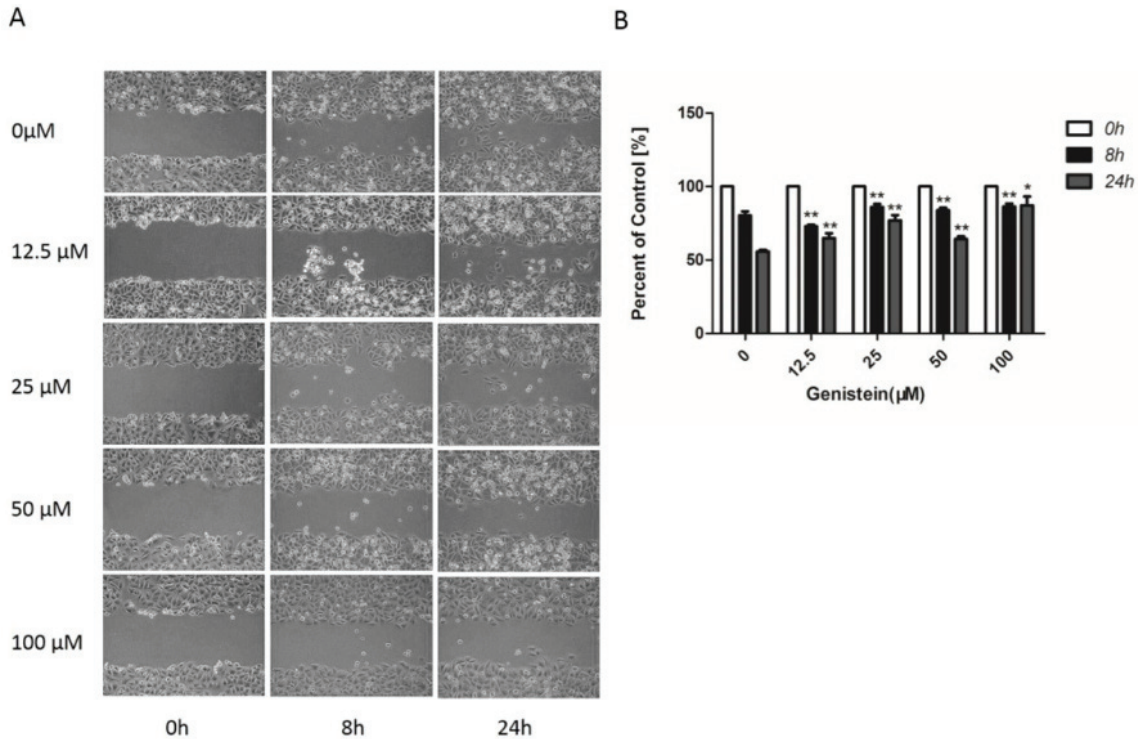 A
0μM
12.5 μM
25 μM
50 μM
100 μM
0h
8h
24h
B
Percent of Control [%]
150
100
50
0
** ** ** ** ** ** ** *
0 12.5 25 50 100
Genistein(μM)
0h
8h
24h